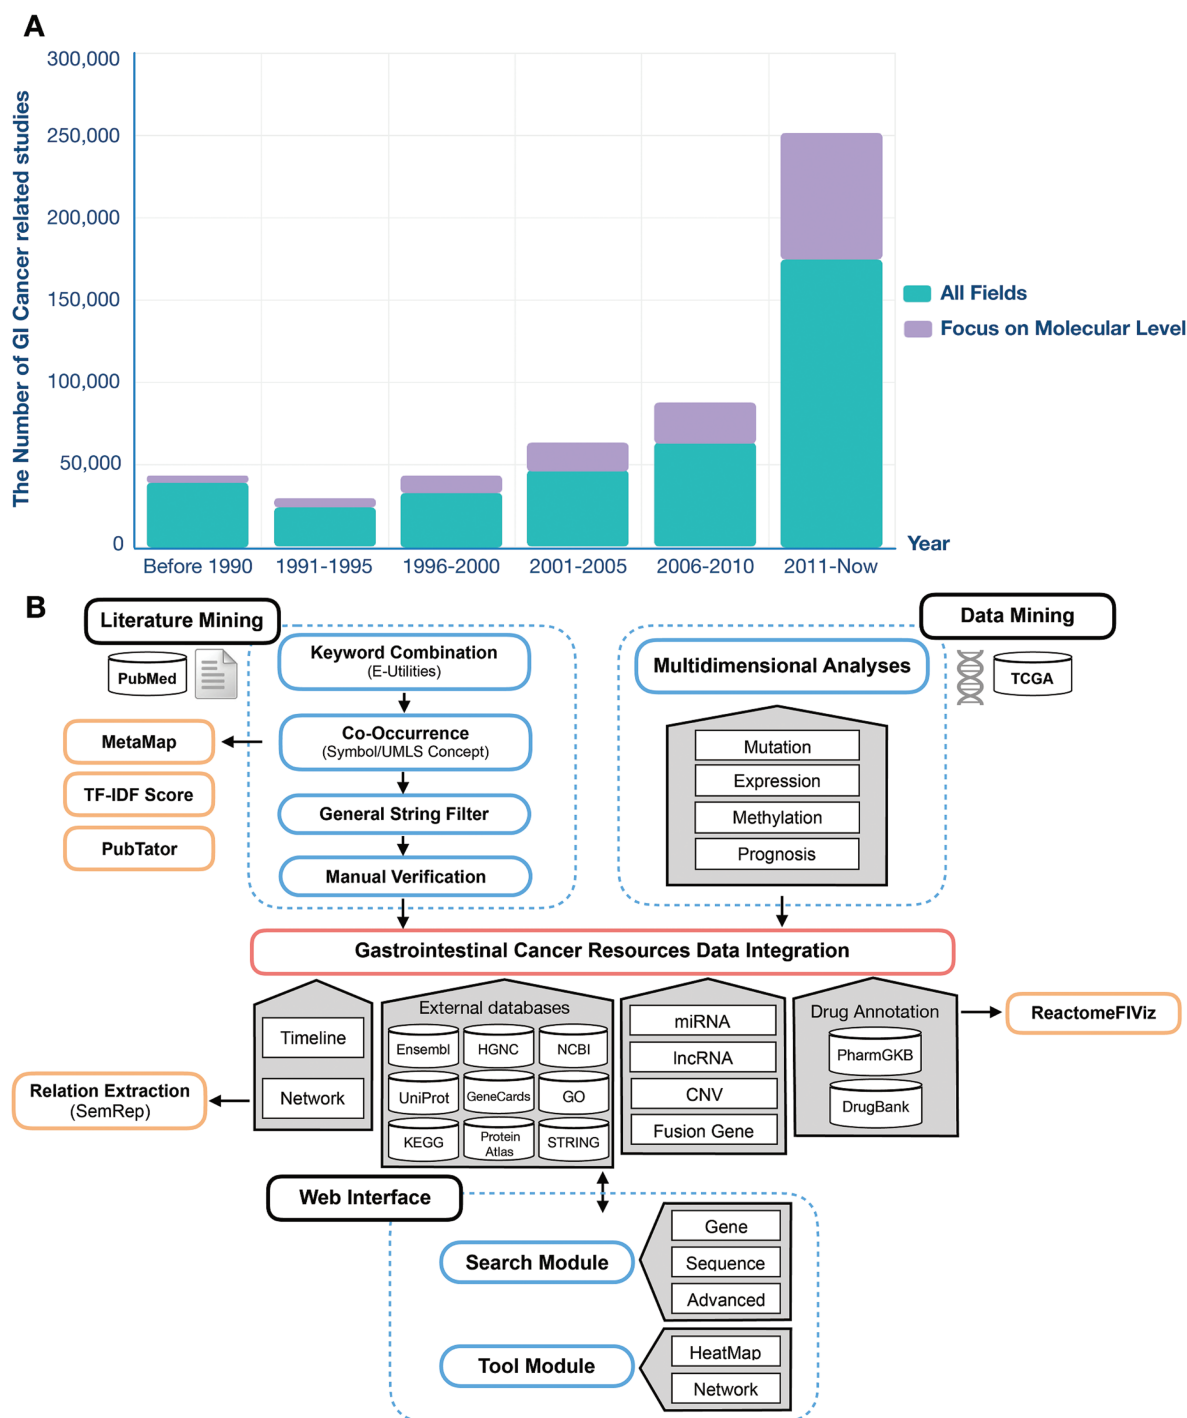 A
The Number of GI Cancer related studies
300,000
250,000
200,000
150,000
100,000
50,000
0
Before 1990
1991-1995
1996-2000
2001-2005
2006-2010
2011-Now
Year
All Fields
Focus on Molecular Level
B
Literature Mining
PubMed
Keyword Combination
(E-Utilities)
Co-Occurrence
(Symbol/UMLS Concept)
General String Filter
Manual Verification
MetaMap
TF-IDF Score
PubTator
Data Mining
TCGA
Multidimensional Analyses
Mutation
Expression
Methylation
Prognosis
Gastrointestinal Cancer Resources Data Integration
Timeline
Network
Relation Extraction
(SemRep)
External databases
Ensembl
HGNC
NCBI
UniProt
GeneCards
GO
KEGG
Protein
Atlas
STRING
miRNA
lncRNA
CNV
Fusion Gene
Drug Annotation
PharmGKB
DrugBank
ReactomeFIViz
Web Interface
Search Module
Gene
Sequence
Advanced
Tool Module
HeatMap
Network